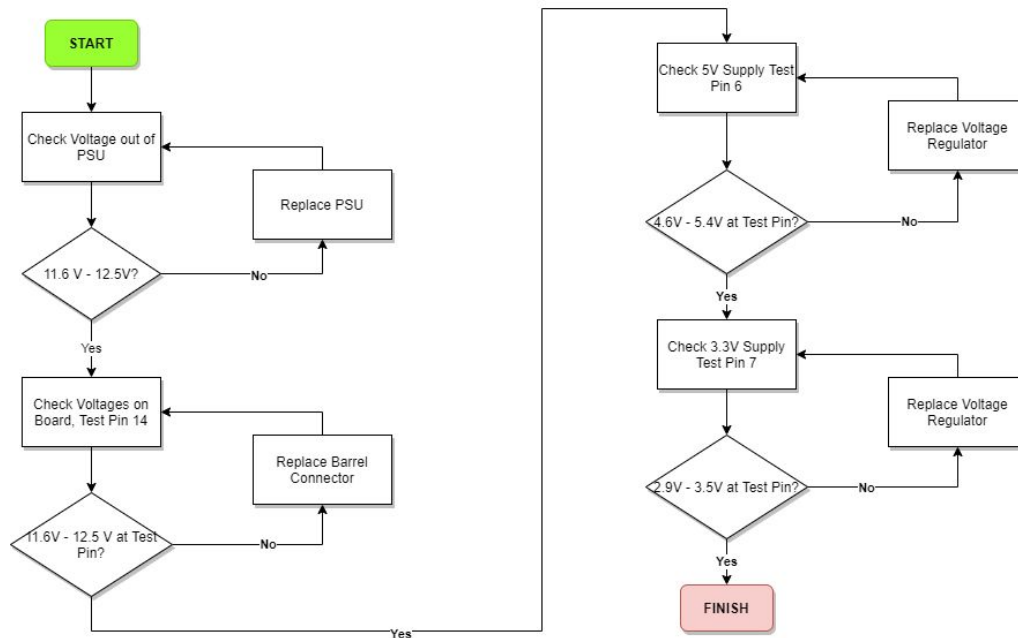 START
Check Voltage out of
PSU
Replace PSU
11.6 V - 12.5V?
No
Yes
Check Voltages on
Board, Test Pin 14
Replace Barrel
Connector
11.6V - 12.5 V at Test
Pin?
No
Yes
Check 5V Supply Test
Pin 6
Replace Voltage
Regulator
4.6V - 5.4V at Test Pin?
No
Yes
Check 3.3V Supply
Test Pin 7
Replace Voltage
Regulator
2.9V - 3.5V at Test Pin?
No
Yes
FINISH